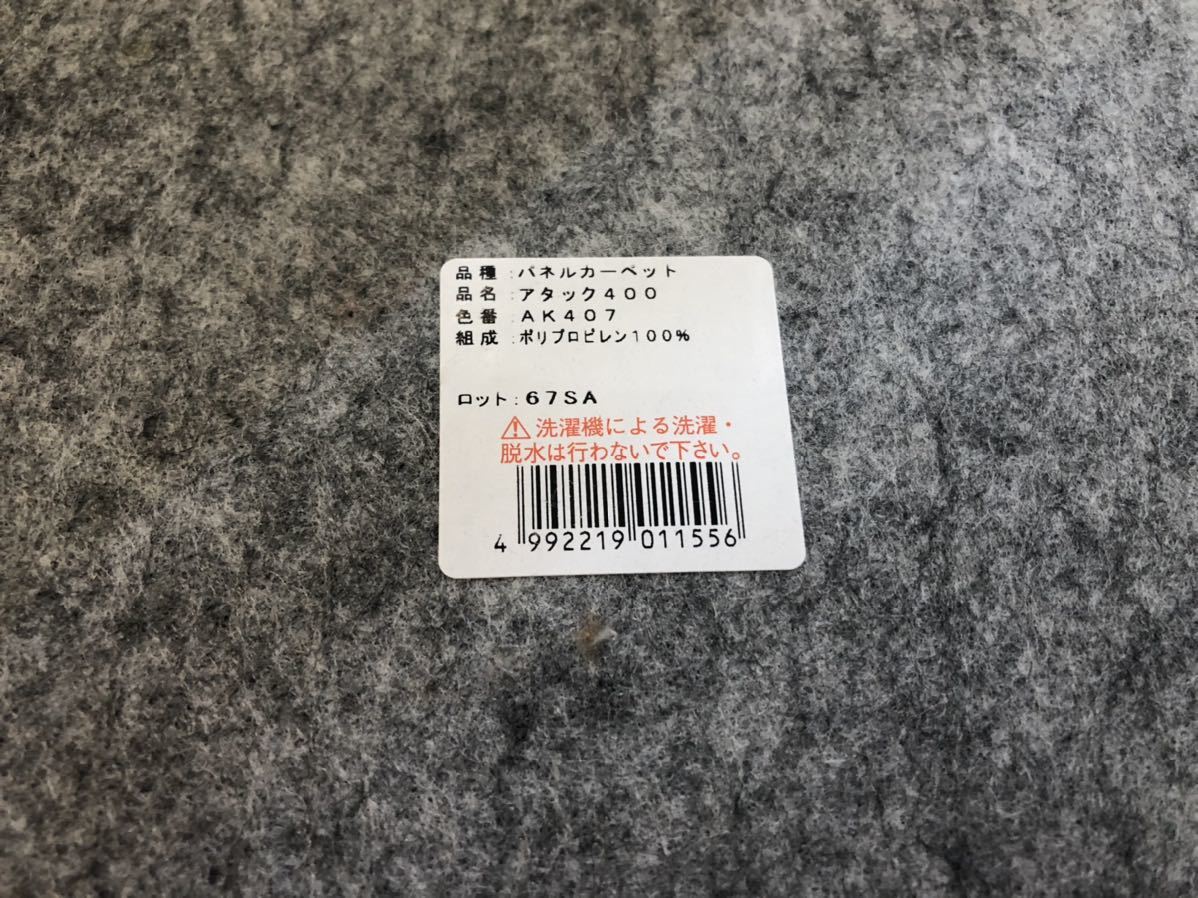 品種:パネルカーペット
品名:アタック400
色番:AK407
組成:ポリプロピレン100%
ロット:67SA
⚠洗濯機による洗濯・
脱水は行わないで下さい。
4 992219 011556